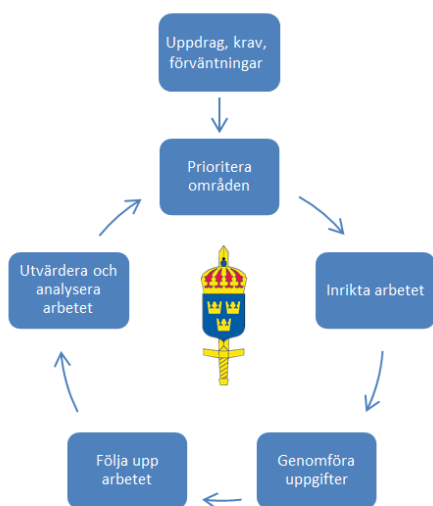 Uppdrag, krav,
förväntningar
Prioritera
områden
Inrikta arbetet
Genomföra
uppgifter
Följa upp
arbetet
Utvärdera och
analysera
arbetet